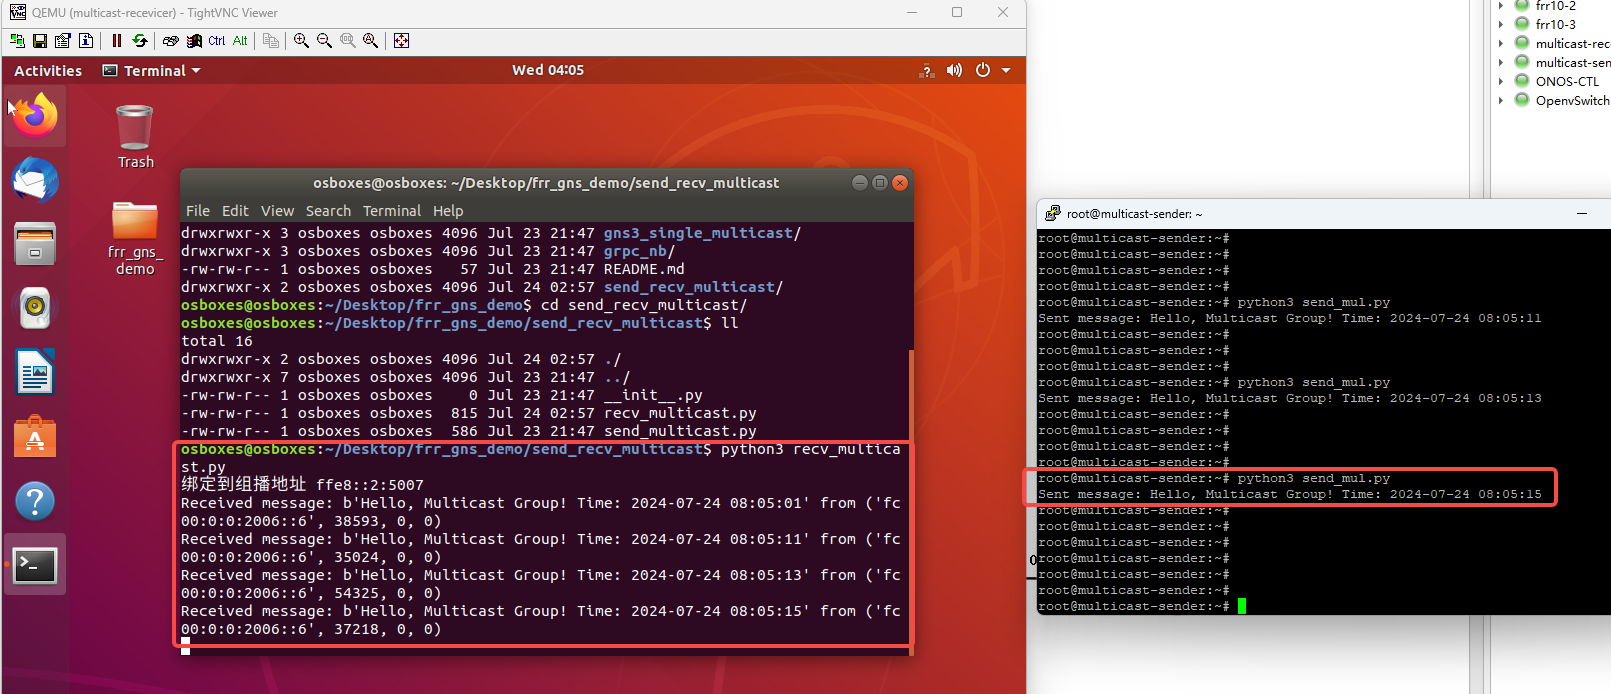 QEMU (multicast-recevicer) - TightVNC Viewer
Ctrl Alt
Activities Terminal Wed 04:05
Trash
frr_gns_
demo
osboxes@osboxes: ~/Desktop/frr_gns_demo/send_recv_multicast
File Edit View Search Terminal Help
drwxrwxr-x 3 osboxes osboxes 4096 Jul 23 21:47 gns3_single_multicast/
drwxrwxr-x 3 osboxes osboxes 4096 Jul 23 21:47 grpc_nb/
-rw-rw-r-- 1 osboxes osboxes 57 Jul 23 21:47 README.md
drwxrwxr-x 2 osboxes osboxes 4096 Jul 24 02:57 send_recv_multicast/
osboxes@osboxes:~/Desktop/frr_gns_demo$ cd send_recv_multicast/
osboxes@osboxes:~/Desktop/frr_gns_demo/send_recv_multicast$ ll
total 16
drwxrwxr-x 2 osboxes osboxes 4096 Jul 24 02:57 ./
drwxrwxr-x 7 osboxes osboxes 4096 Jul 23 21:47 ../
-rw-rw-r-- 1 osboxes osboxes 0 Jul 23 21:47 __init__.py
-rw-rw-r-- 1 osboxes osboxes 815 Jul 24 02:57 recv_multicast.py
-rw-rw-r-- 1 osboxes osboxes 586 Jul 23 21:47 send_multicast.py
osboxes@osboxes:~/Desktop/frr_gns_demo/send_recv_multicast$ python3 recv_multica
st.py
绑定到组播地址 ffe8::2:5007
Received message: b'Hello, Multicast Group! Time: 2024-07-24 08:05:01' from ('fc
00:0:0:2006::6', 38593, 0, 0)
Received message: b'Hello, Multicast Group! Time: 2024-07-24 08:05:11' from ('fc
00:0:0:2006::6', 35024, 0, 0)
Received message: b'Hello, Multicast Group! Time: 2024-07-24 08:05:13' from ('fc
00:0:0:2006::6', 54325, 0, 0)
Received message: b'Hello, Multicast Group! Time: 2024-07-24 08:05:15' from ('fc
00:0:0:2006::6', 37218, 0, 0)
frr10-2
frr10-3
multicast-rece
multicast-sen
ONOS-CTL
OpenvSwitch
root@multicast-sender: ~
root@multicast-sender:~#
root@multicast-sender:~#
root@multicast-sender:~#
root@multicast-sender:~#
root@multicast-sender:~# python3 send_mul.py
Sent message: Hello, Multicast Group! Time: 2024-07-24 08:05:11
root@multicast-sender:~#
root@multicast-sender:~#
root@multicast-sender:~#
root@multicast-sender:~# python3 send_mul.py
Sent message: Hello, Multicast Group! Time: 2024-07-24 08:05:13
root@multicast-sender:~#
root@multicast-sender:~#
root@multicast-sender:~#
root@multicast-sender:~#
root@multicast-sender:~# python3 send_mul.py
Sent message: Hello, Multicast Group! Time: 2024-07-24 08:05:15
root@multicast-sender:~#
root@multicast-sender:~#
root@multicast-sender:~#
root@multicast-sender:~#
root@multicast-sender:~#
root@multicast-sender:~#
root@multicast-sender:~#